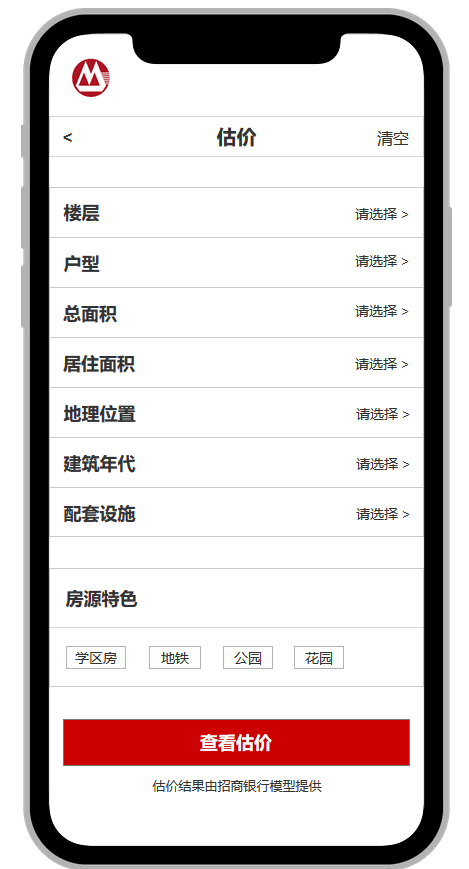 < 估价 清空
楼层 请选择 >
户型 请选择 >
总面积 请选择 >
居住面积 请选择 >
地理位置 请选择 >
建筑年代 请选择 >
配套设施 请选择 >
房源特色
学区房 地铁 公园 花园
查看估价
估价结果由招商银行模型提供